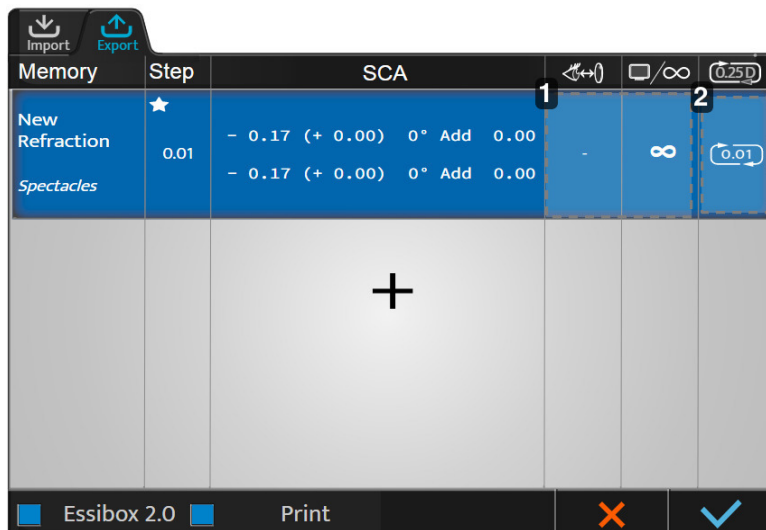 Import Export
Memory Step SCA /∞ 0.25D
1 2
New
Refraction
Spectacles
0.01
- 0.17 (+ 0.00) 0° Add 0.00
- 0.17 (+ 0.00) 0° Add 0.00
- ∞ 0.01
+
Essibox 2.0 Print